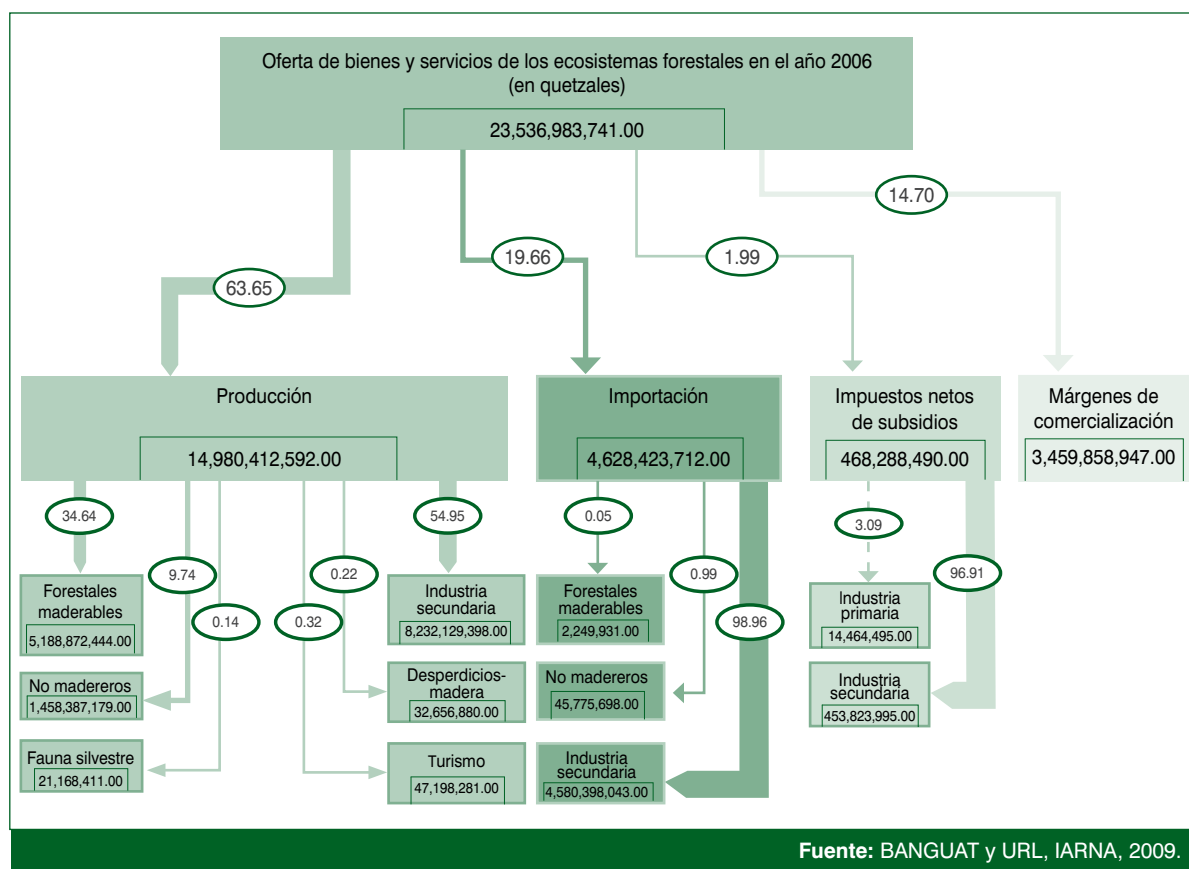 Oferta de bienes y servicios de los ecosistemas forestales en el año 2006
(en quetzales)
23,536,983,741.00
14.70
19.66
1.99
63.65
Producción
14,980,412,592.00
Importación
4,628,423,712.00
Impuestos netos
de subsidios
468,288,490.00
Márgenes de
comercialización
3,459,858,947.00
34.64
54.95
0.05
3.09
9.74
0.22
0.99
96.91
0.14
0.32
98.96
Forestales
maderables
5,188,872,444.00
Industria
secundaria
8,232,129,398.00
Forestales
maderables
2,249,931.00
Industria
primaria
14,464,495.00
No madereros
1,458,387,179.00
Desperdicios-
madera
32,656,880.00
No madereros
45,775,698.00
Industria
secundaria
453,823,995.00
Fauna silvestre
21,168,411.00
Turismo
47,198,281.00
Industria
secundaria
4,580,398,043.00
Fuente: BANGUAT y URL, IARNA, 2009.